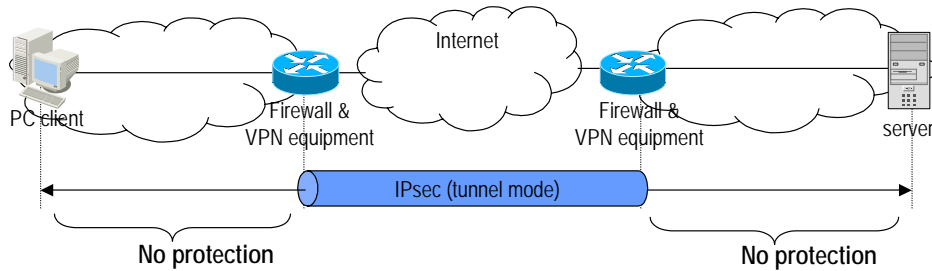 Internet
PC client
Firewall &
VPN equipment
Firewall &
VPN equipment
server
IPsec (tunnel mode)
No protection
No protection